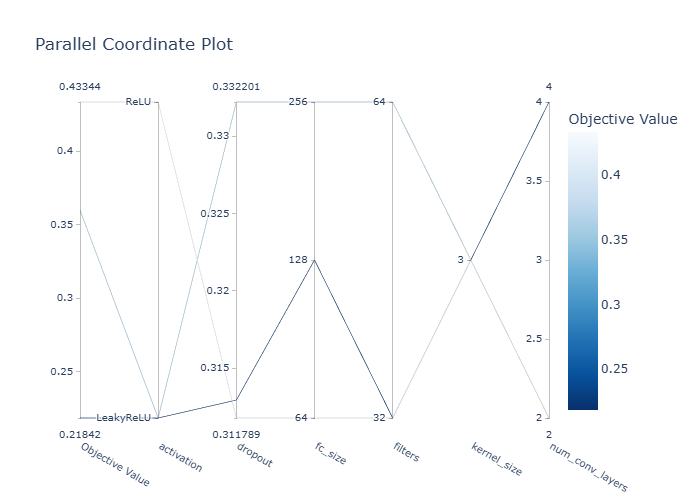 Parallel Coordinate Plot
0.43344
0.332201
4
ReLU
256
64
4
Objective Value
0.4
0.35
0.3
0.25
0.33
0.325
0.32
0.315
128
3
3.5
3
2.5
0.4
0.35
0.3
0.25
LeakyReLU
64
32
2
0.21842
0.311789
2
Objective Value
activation
dropout
fc_size
filters
kernel_size
num_conv_layers